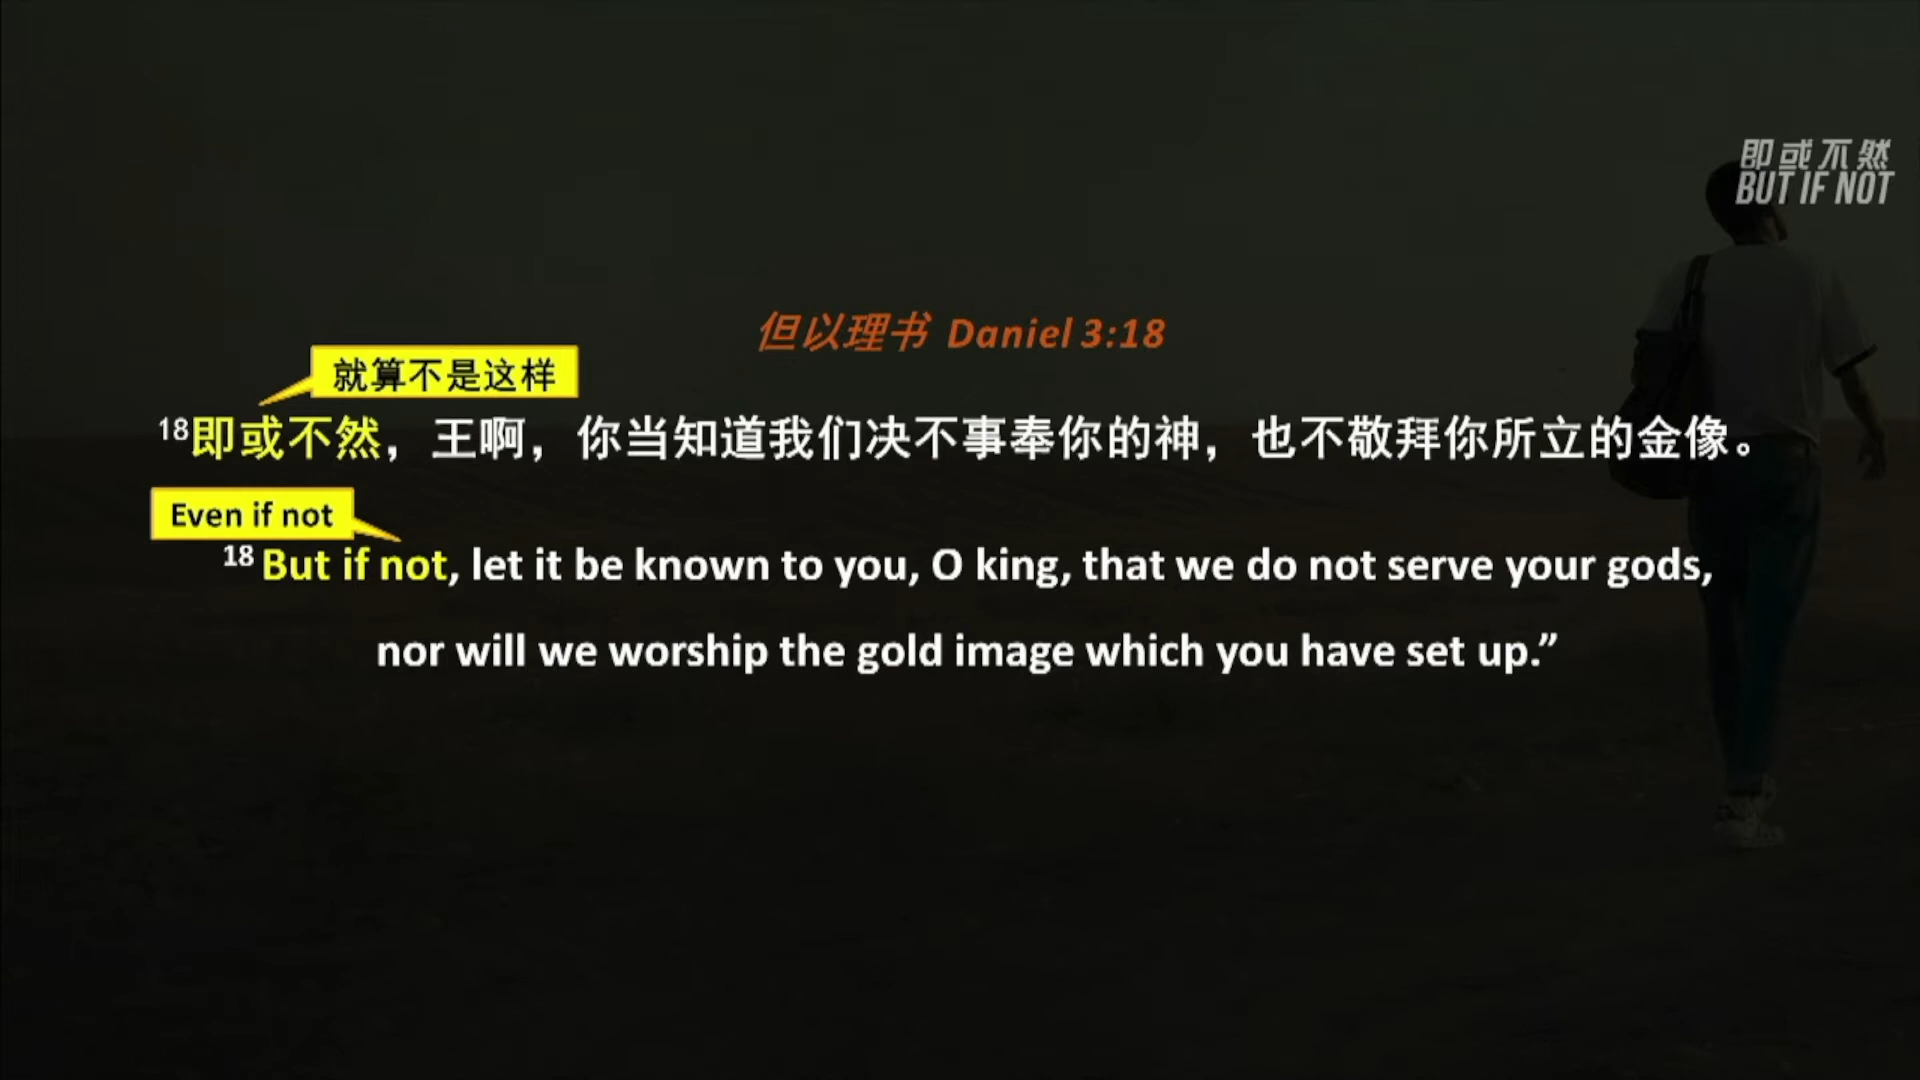 即或不然
BUT IF NOT
但以理书 Daniel 3:18
就算不是这样
18即或不然，王啊，你当知道我们决不事奉你的神，也不敬拜你所立的金像。
Even if not
18 But if not, let it be known to you, O king, that we do not serve your gods,
nor will we worship the gold image which you have set up.”